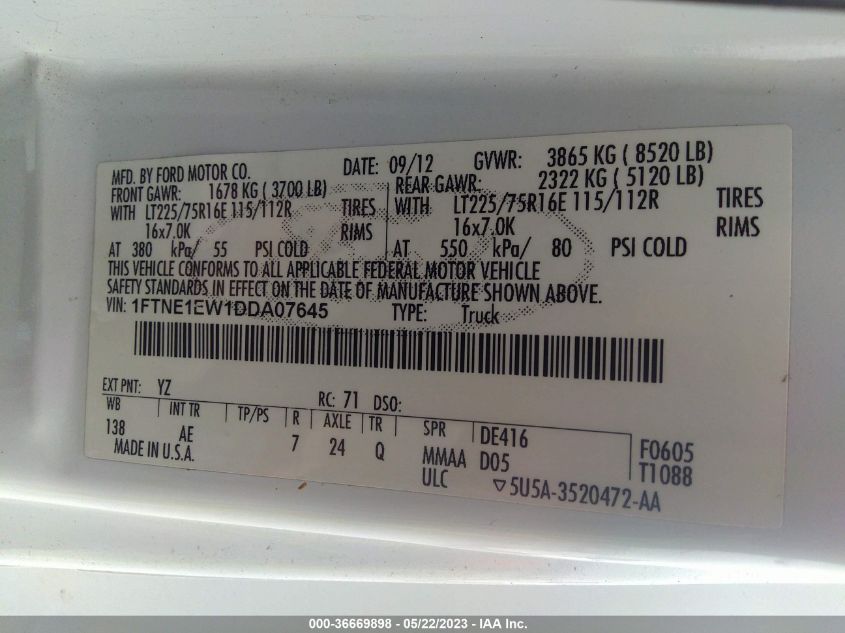 MFD. BY FORD MOTOR CO. DATE: 09/12 GVWR: 3865 KG ( 8520 LB)
FRONT GAWR: 1678 KG ( 3700 LB) REAR GAWR: 2322 KG ( 5120 LB)
WITH LT225/75R16E 115/112R TIRES WITH LT225/75R16E 115/112R TIRES
16x7.0K RIMS 16x7.0K RIMS
AT 380 kPa/ 55 PSI COLD AT 550 kPa/ 80 PSI COLD
THIS VEHICLE CONFORMS TO ALL APPLICABLE FEDERAL MOTOR VEHICLE
SAFETY STANDARDS IN EFFECT ON THE DATE OF MANUFACTURE SHOWN ABOVE.
VIN: 1FTNE1EW1DDA07645 TYPE: Truck
EXT PNT: YZ RC: 71 DSO:
WB INT TR TP/PS R AXLE TR SPR DE416 F0605
138 AE 7 24 Q MMAA D05 T1088
MADE IN U.S.A. ULC ▽5U5A-3520472-AA
000-36669898 - 05/22/2023 - IAA Inc.